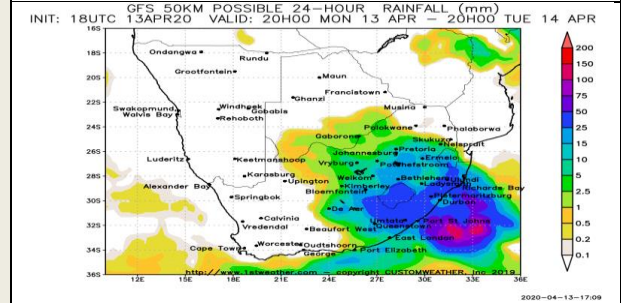 GFS 50KM POSSIBLE 24-HOUR RAINFALL (mm)
INIT: 18UTC 13APR20 VALID: 20H00 MON 13 APR - 20H00 TUE 14 APR
16S
18S
20S
22S
24S
26S
28S
30S
32S
34S
36S
12E 15E 18E 21E 24E 27E 30E 33E 36E
Ondangwa
Rundu
Grootfontein
Maun
Francistown
Ghanzi
Musina
Swakopmund
Windhoek
Gobabis
Walvis Bay
Rehoboth
Polokwane
Phalaborwa
Gaborone
Skukuza
Nelspruit
Johannesburg
Pretoria
Ermelo
Luderitz
Keetmanshoop
Vryburg
Potchefstroom
Karasburg
Upington
Welkom
Bethlehem
Kimberley
Ladysmith
Richards Bay
Alexander Bay
Springbok
Bloemfontein
Pietermaritzburg
Durban
De Aar
Calvinia
Vredendal
Umtata
Port St Johns
Queenstown
Beaufort West
East London
Cape Town
Worcester
Oudtshoorn
George
Port Elizabeth
http://www.1stweather.com - copyright CUSTOMWEATHER, Inc 2019
200
150
100
75
50
25
15
10
5
2.5
1
0.5
0.2
0.1
2020-04-13-17:09